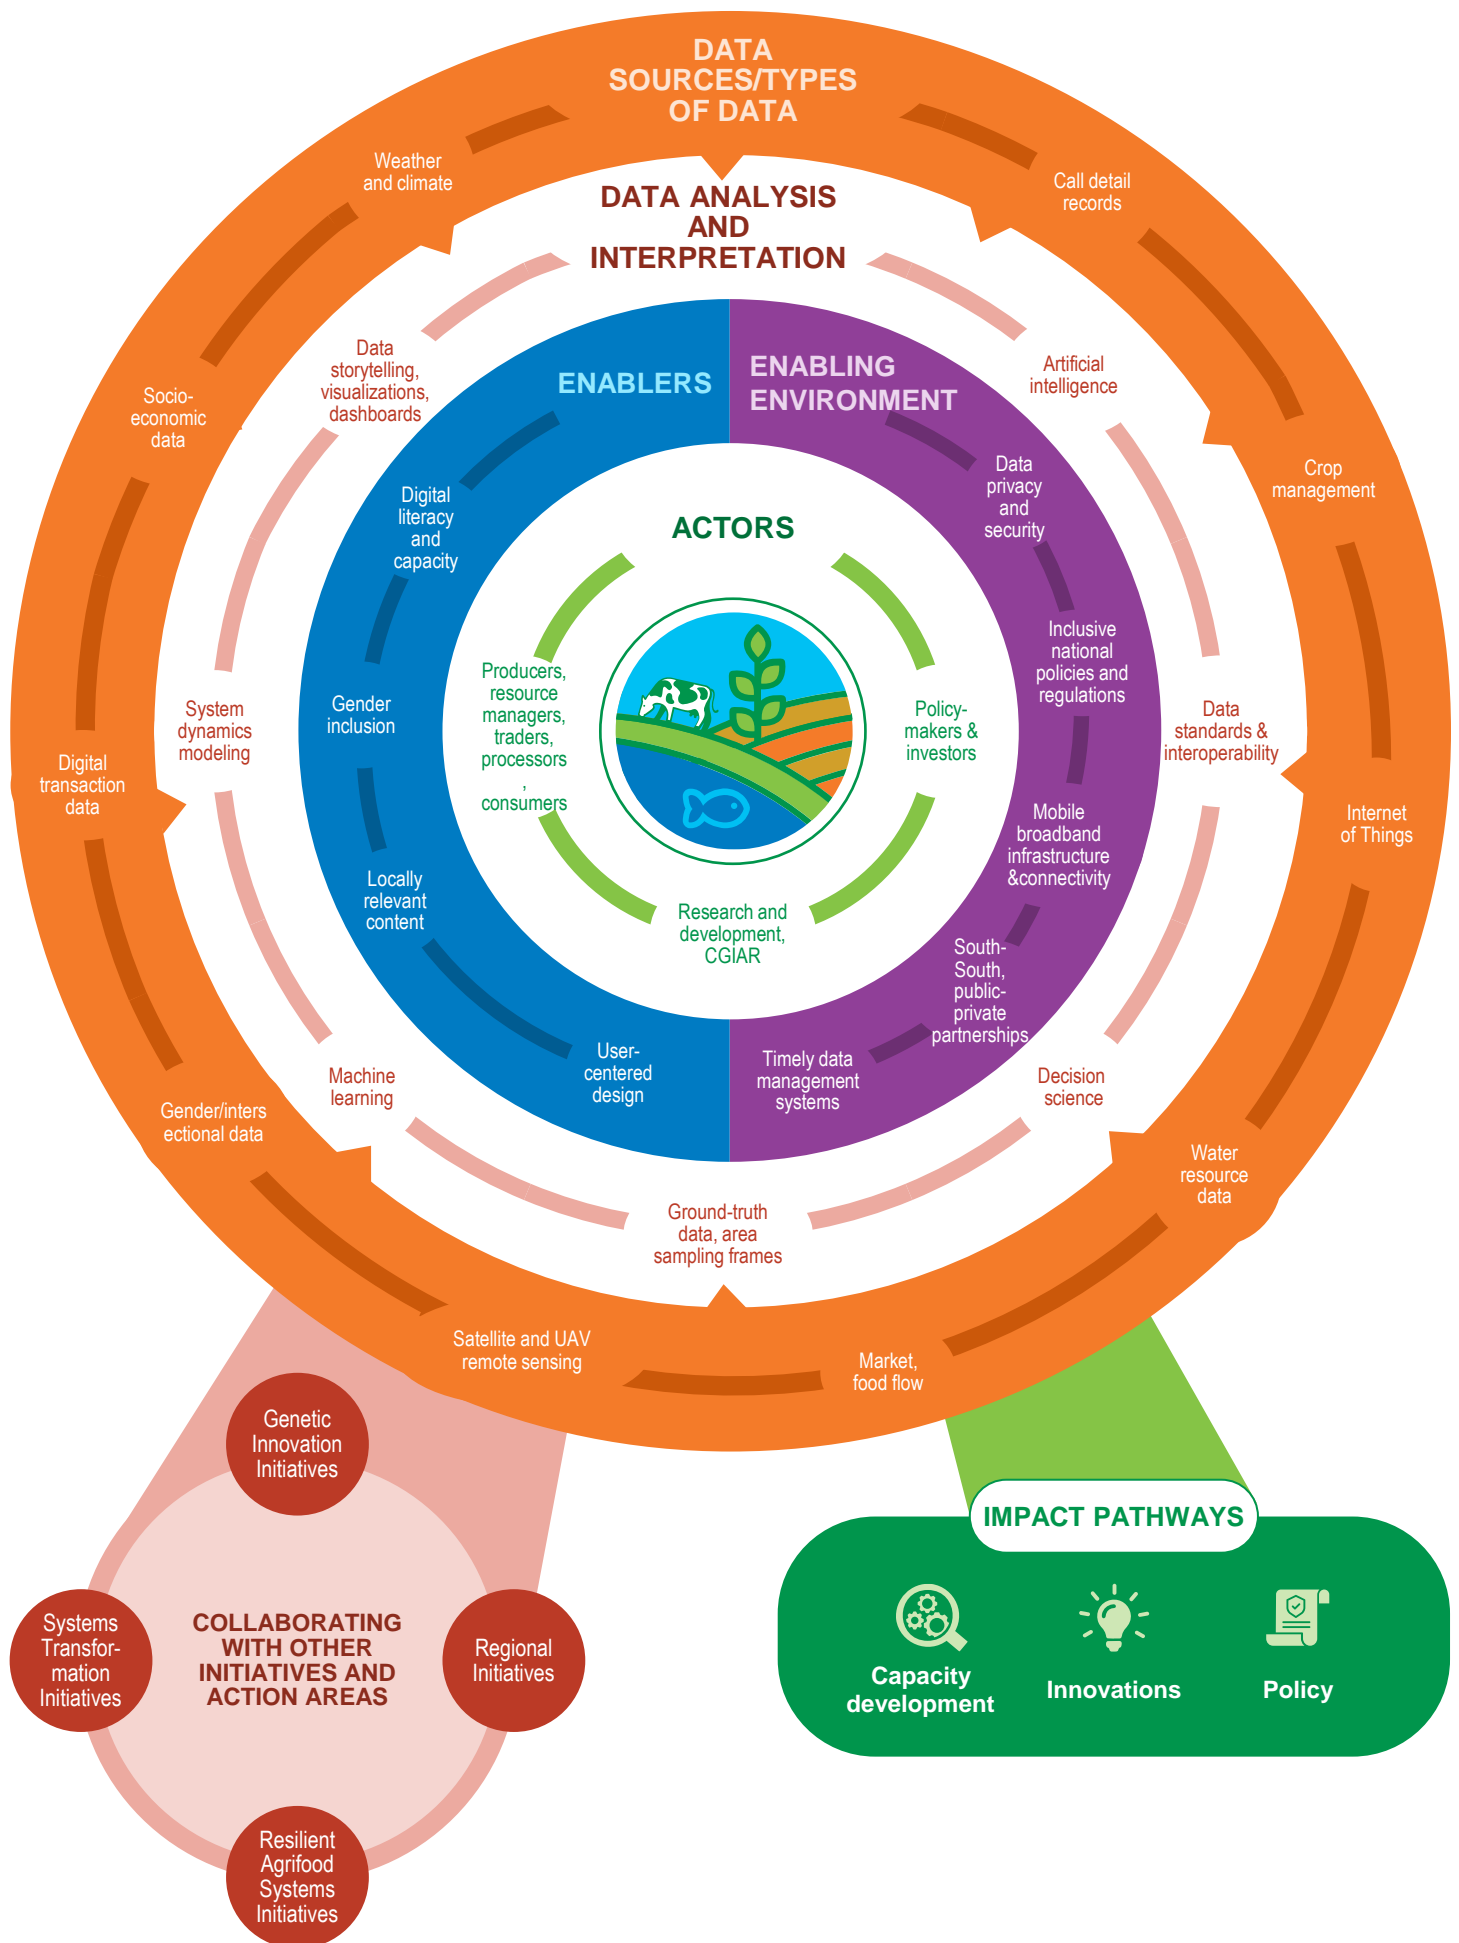 DATA
SOURCES/TYPES
OF DATA
Weather
and climate
Call detail
records
Socio-
economic
data
Crop
management
Digital
transaction
data
Internet
of Things
Gender/inters
ectional data
Water
resource
data
Satellite and UAV
remote sensing
Market,
food flow
DATA ANALYSIS
AND
INTERPRETATION
Data
storytelling,
visualizations,
dashboards
Artificial
intelligence
System
dynamics
modeling
Data
standards &
interoperability
Machine
learning
Decision
science
Ground-truth
data, area
sampling frames
ENABLERS
Digital
literacy
and
capacity
Gender
inclusion
Locally
relevant
content
User-
centered
design
ENABLING
ENVIRONMENT
Data
privacy
and
security
Inclusive
national
policies and
regulations
Mobile
broadband
infrastructure
&connectivity
South-
South,
public-
private
partnerships
Timely data
management
systems
ACTORS
Producers,
resource
managers,
traders,
processors
,
consumers
Policy-
makers &
investors
Research and
development,
CGIAR
Genetic
Innovation
Initiatives
Systems
Transfor-
mation
Initiatives
COLLABORATING
WITH OTHER
INITIATIVES AND
ACTION AREAS
Regional
Initiatives
Resilient
Agrifood
Systems
Initiatives
IMPACT PATHWAYS
Capacity
development
Innovations
Policy